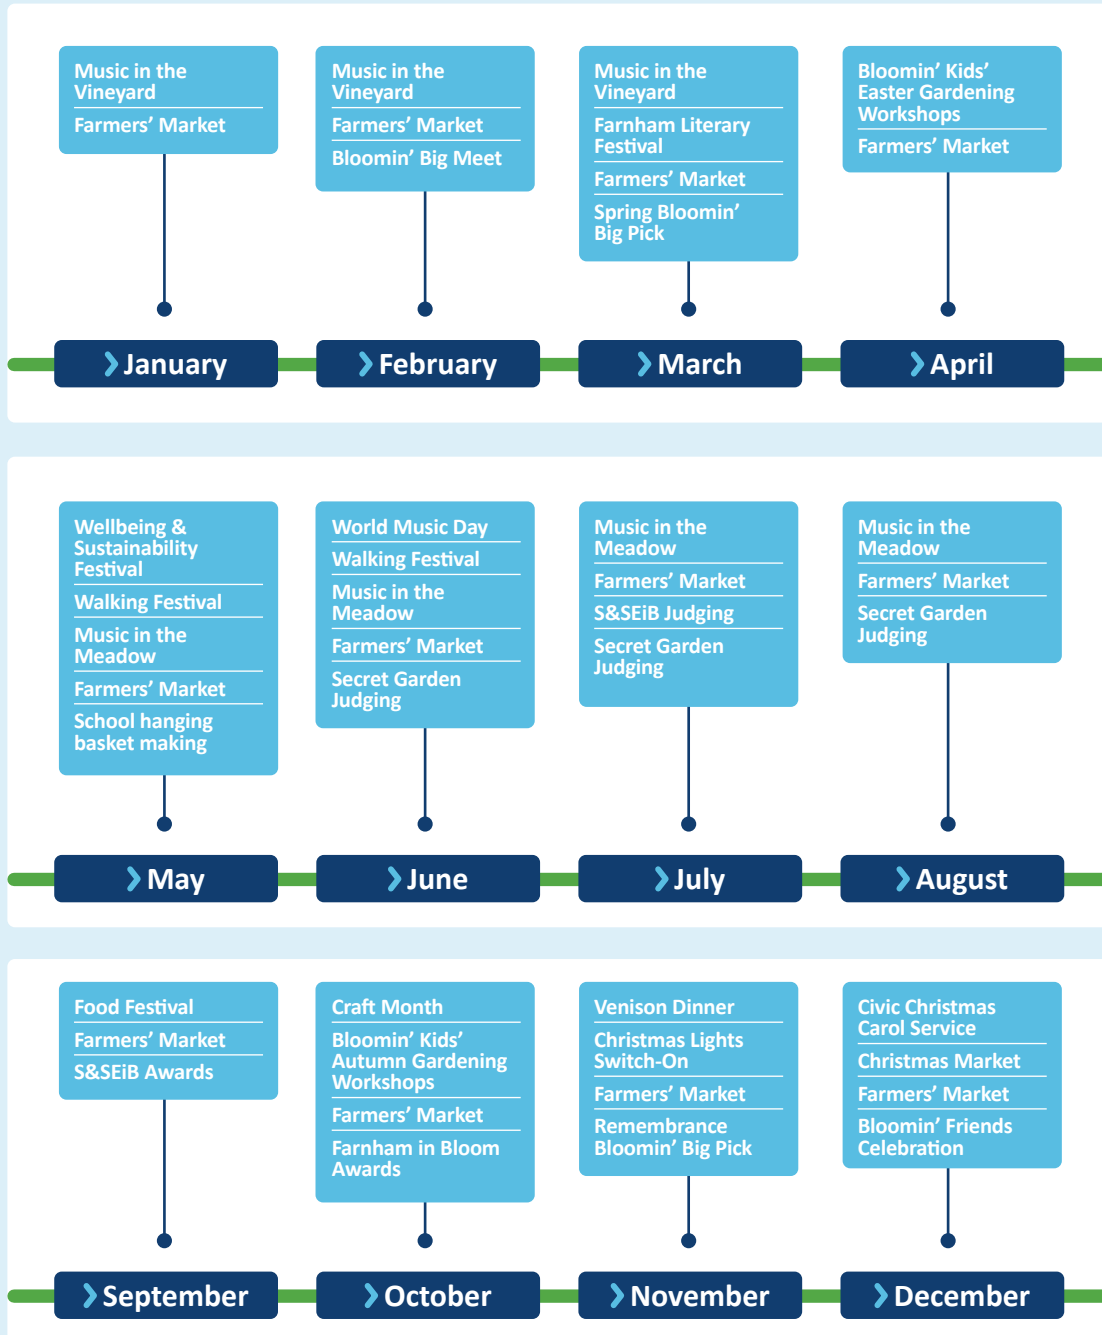 Music in the
Vineyard
Farmers’ Market
January
Music in the
Vineyard
Farmers’ Market
Bloomin’ Big Meet
February
Music in the
Vineyard
Farnham Literary
Festival
Farmers’ Market
Spring Bloomin’
Big Pick
March
Bloomin’ Kids’
Easter Gardening
Workshops
Farmers’ Market
April
Wellbeing &
Sustainability
Festival
Walking Festival
Music in the
Meadow
Farmers’ Market
School hanging
basket making
May
World Music Day
Walking Festival
Music in the
Meadow
Farmers’ Market
Secret Garden
Judging
June
Music in the
Meadow
Farmers’ Market
S&SEiB Judging
Secret Garden
Judging
July
Music in the
Meadow
Farmers’ Market
Secret Garden
Judging
August
Food Festival
Farmers’ Market
S&SEiB Awards
September
Craft Month
Bloomin’ Kids’
Autumn Gardening
Workshops
Farmers’ Market
Farnham in Bloom
Awards
October
Venison Dinner
Christmas Lights
Switch-On
Farmers’ Market
Remembrance
Bloomin’ Big Pick
November
Civic Christmas
Carol Service
Christmas Market
Farmers’ Market
Bloomin’ Friends
Celebration
December